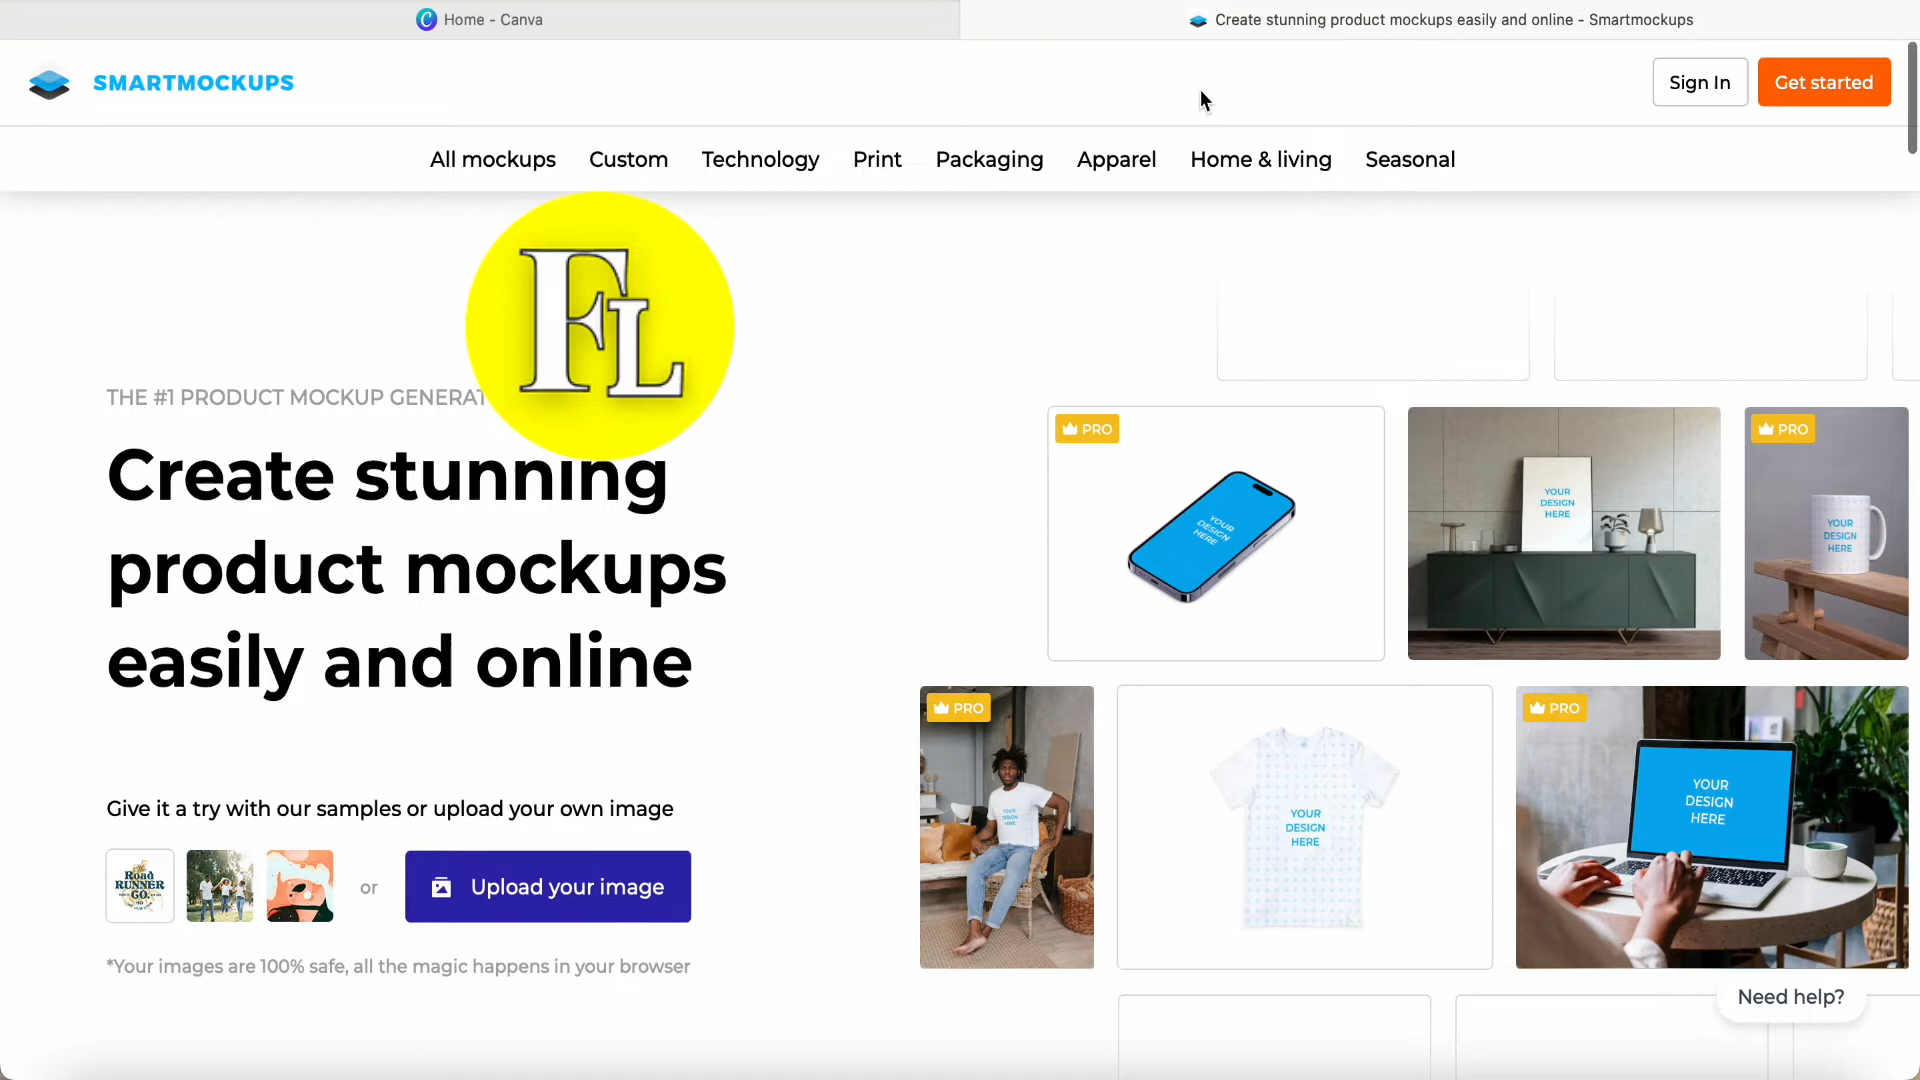 Home - Canva
Create stunning product mockups easily and online - Smartmockups
SMARTMOCKUPS
Sign In
Get started
All mockups
Custom
Technology
Print
Packaging
Apparel
Home & living
Seasonal
FL
THE #1 PRODUCT MOCKUP GENERAT
Create stunning
product mockups
easily and online
Give it a try with our samples or upload your own image
Road
RUNNER
CO.
or
Upload your image
*Your images are 100% safe, all the magic happens in your browser
PRO
YOUR
DESIGN
HERE
YOUR
DESIGN
HERE
PRO
YOUR
DESIGN
HERE
PRO
YOUR
DESIGN
HERE
YOUR
DESIGN
HERE
PRO
YOUR
DESIGN
HERE
Need help?